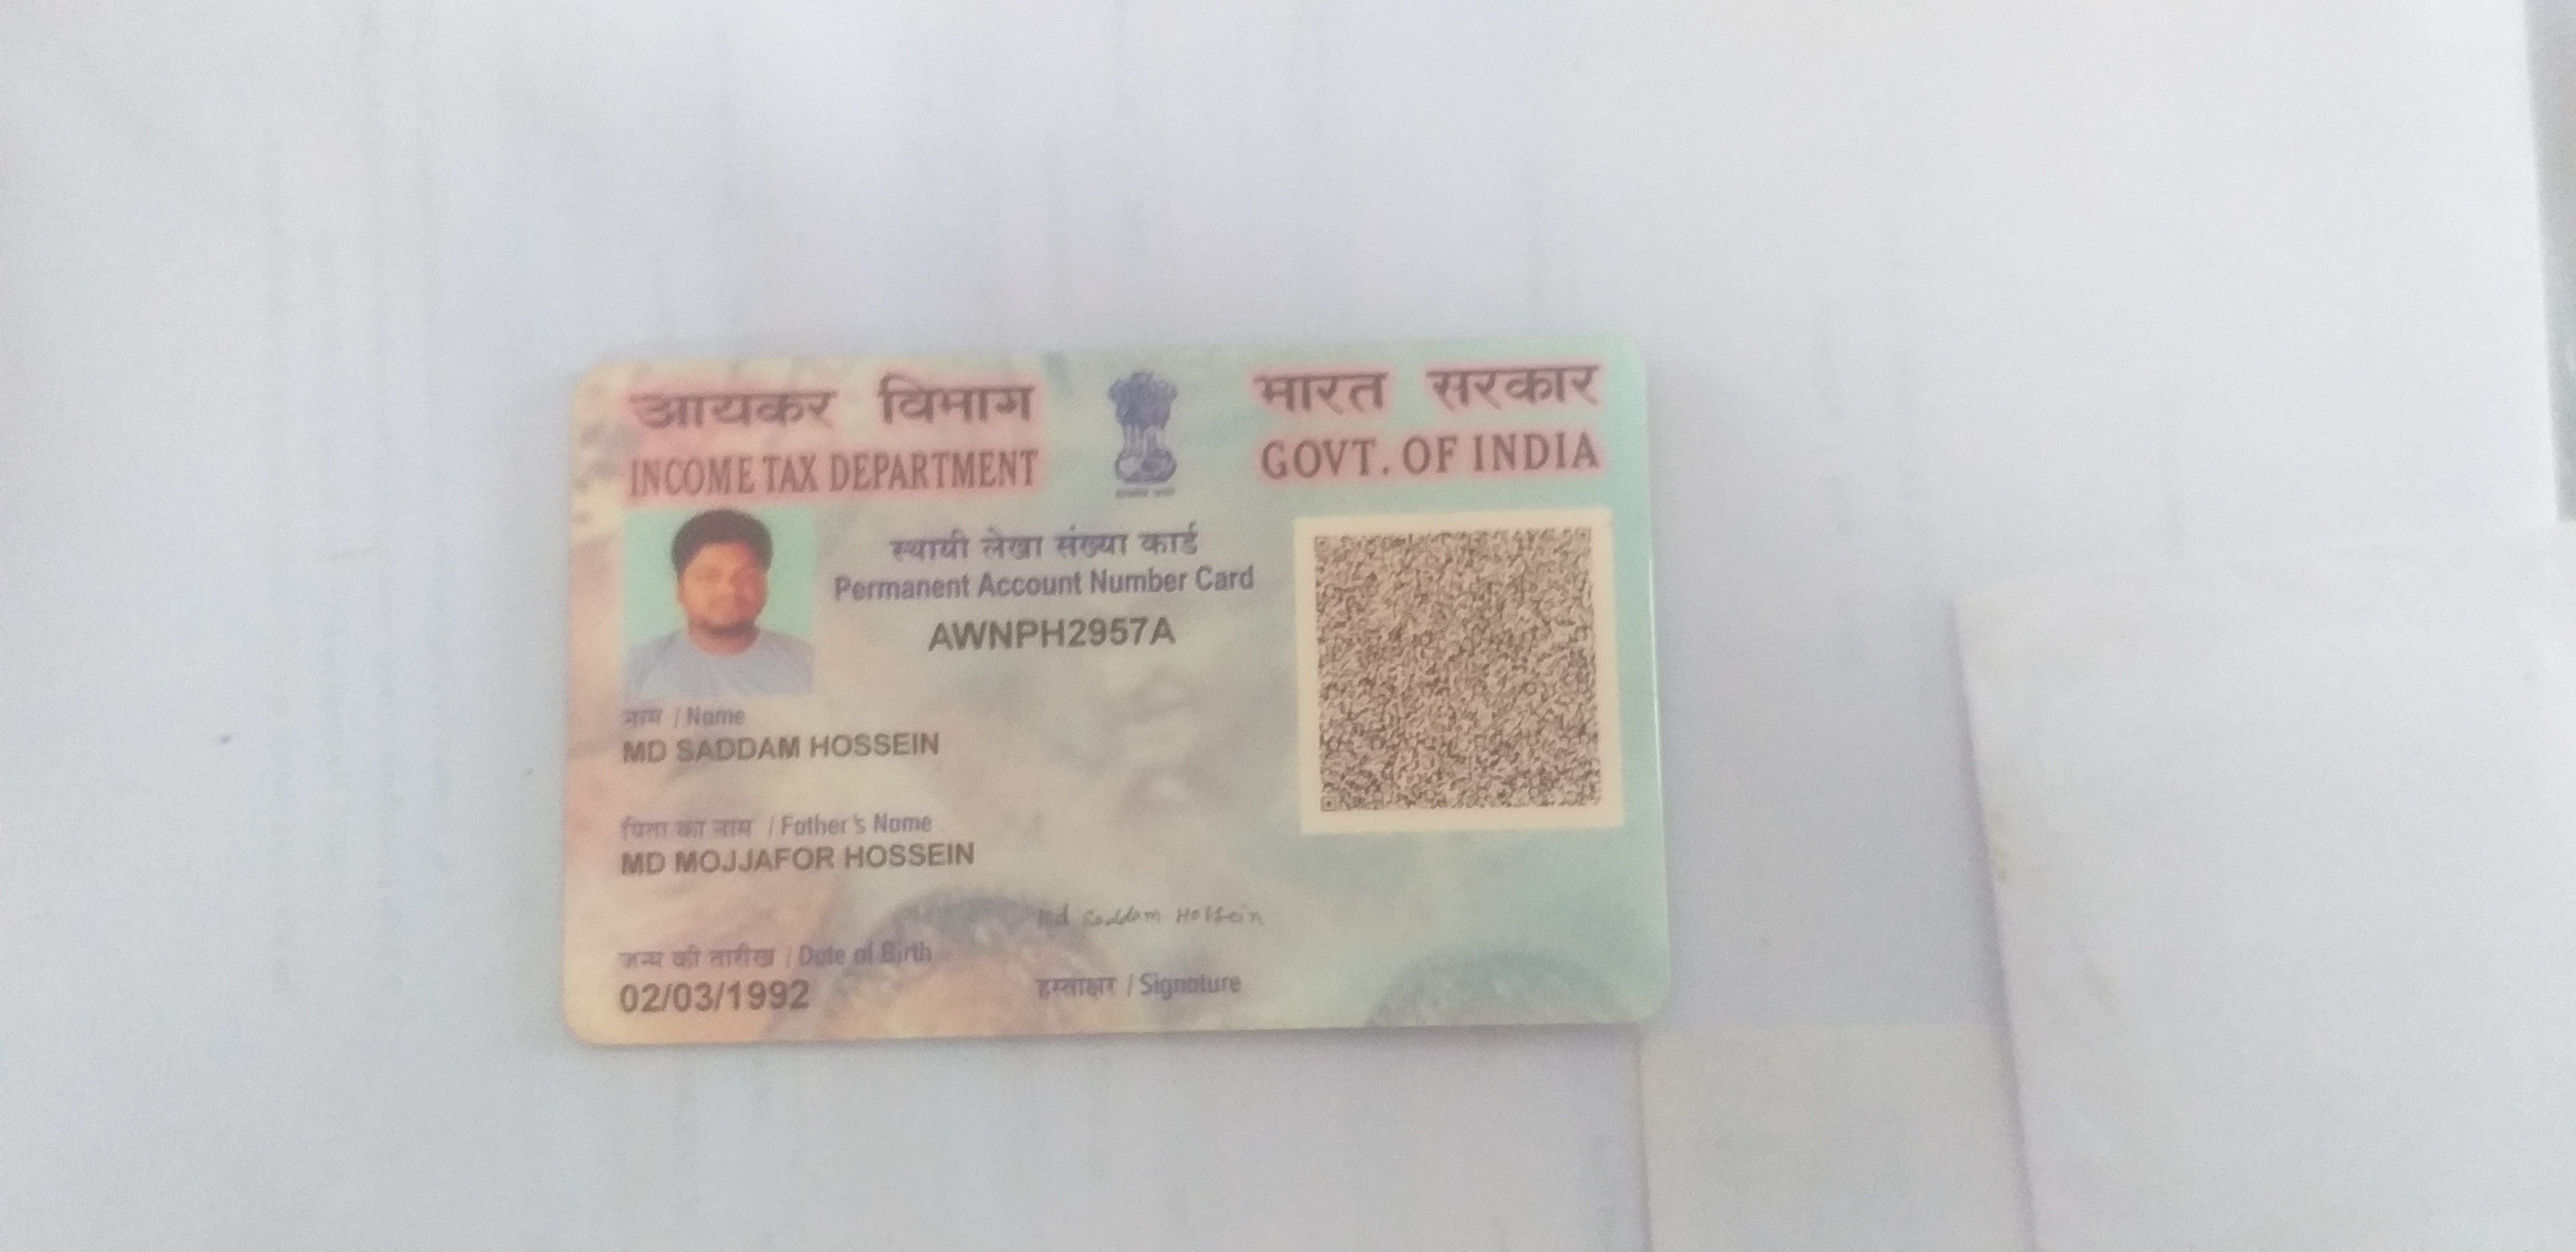 आयकर विभाग
INCOME TAX DEPARTMENT
भारत सरकार
GOVT. OF INDIA
स्थायी लेखा संख्या कार्ड
Permanent Account Number Card
AWNPH2957A
नाम / Name
MD SADDAM HOSSEIN
पिता का नाम / Father's Name
MD MOJJAFOR HOSSEIN
Md Saddam Hossein
जन्म की तारीख / Date of Birth
02/03/1992
हस्ताक्षर / Signature